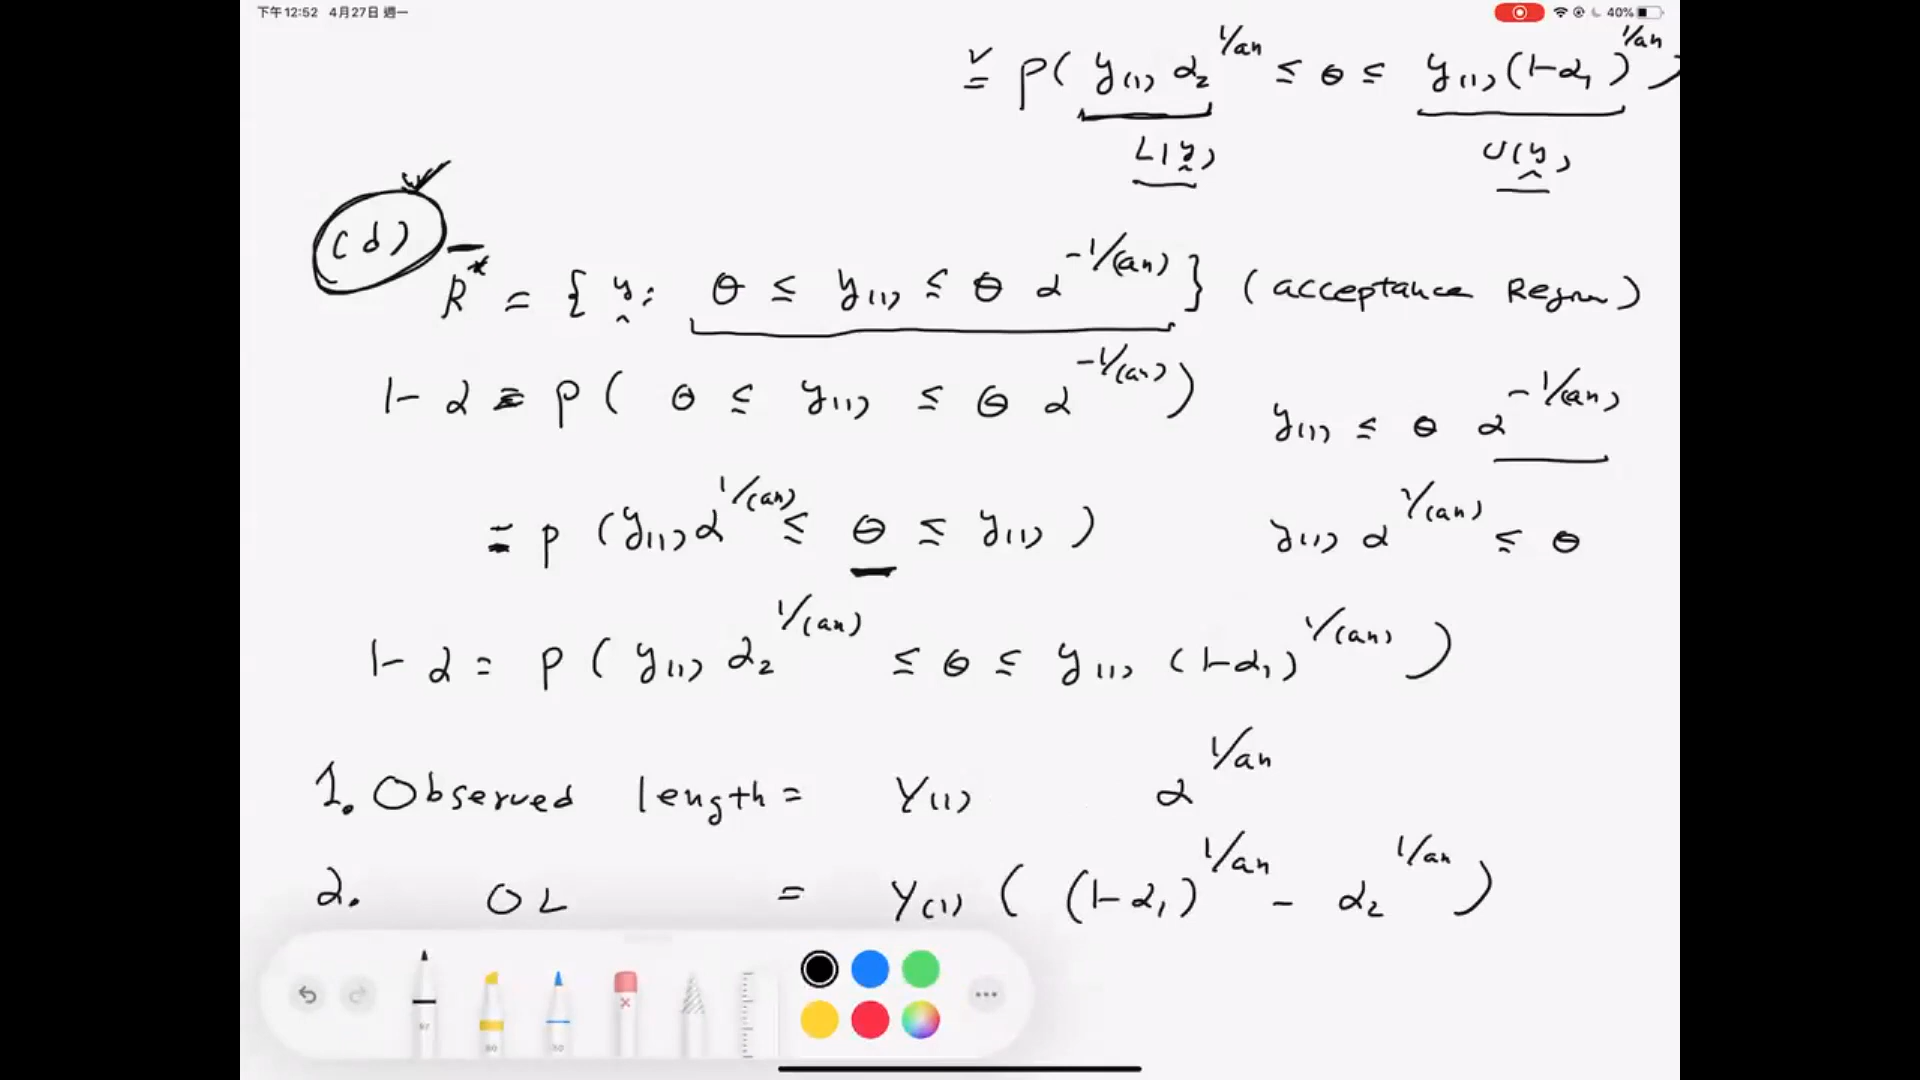 下午12:52 4月27日 週一
40%
= P( y(1) α₂^{1/an} ≤ θ ≤ y(1) (1-α₁)^{1/an} )
L(y) U(y)
(d)
R* = { y: θ ≤ y(1) ≤ θ α^{-1/(an)} } (acceptance Region)
1-α = P( θ ≤ y(1) ≤ θ α^{-1/(an)} )
y(1) ≤ θ α^{-1/(an)}
= P (y(1) α^{1/(an)} ≤ θ ≤ y(1) )
y(1) α^{1/(an)} ≤ θ
1-α = P ( y(1) α₂^{1/(an)} ≤ θ ≤ y(1) (1-α₁)^{1/(an)} )
1. Observed length = Y(1) α^{1/an}
2. OL = Y(1) ( (1-α₁)^{1/an} - α₂^{1/an} )